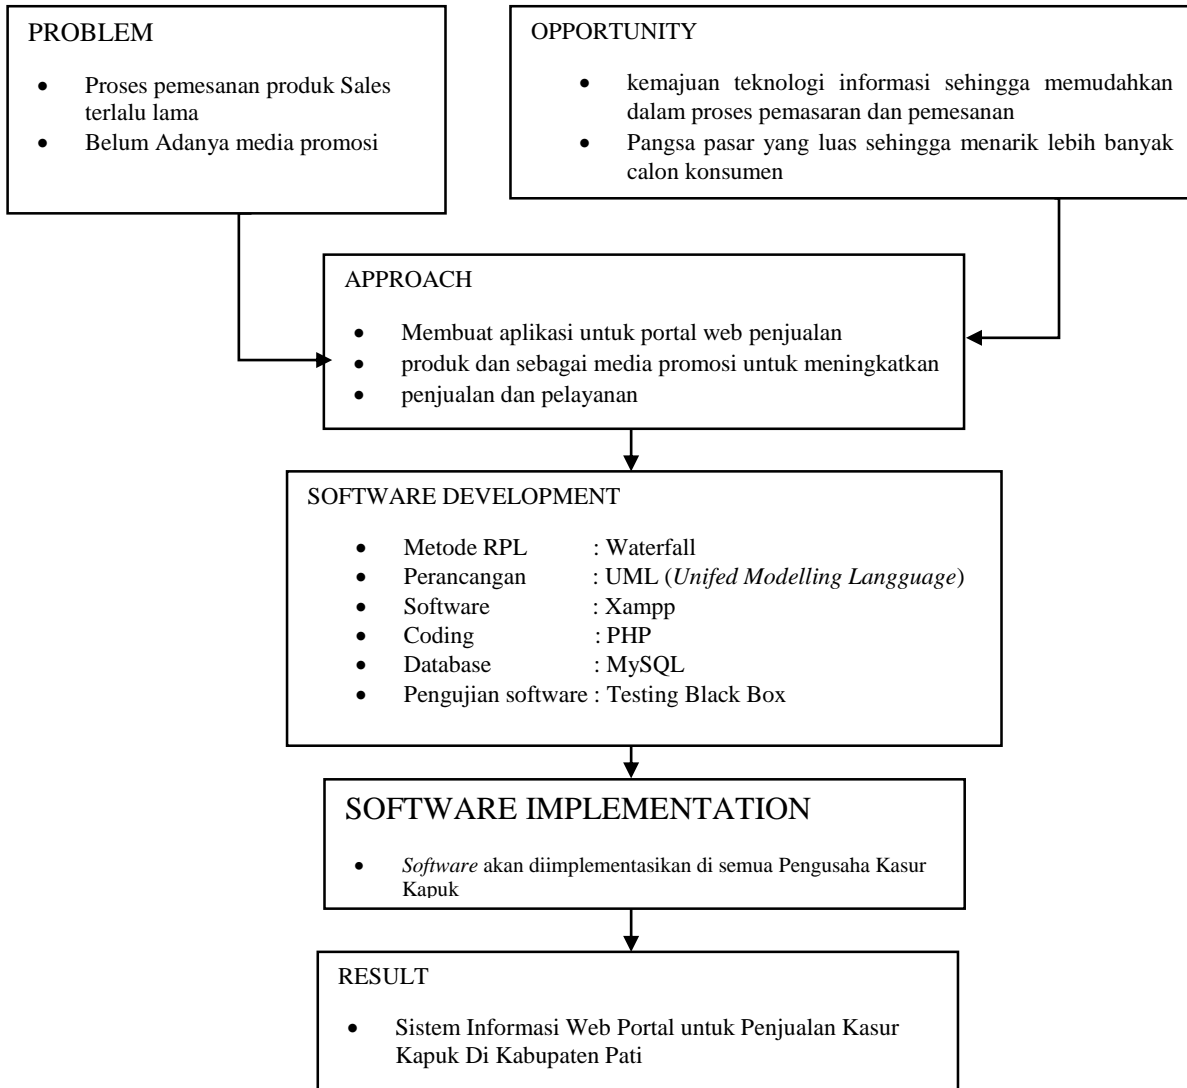 PROBLEM
• Proses pemesanan produk Sales
terlalu lama
• Belum Adanya media promosi
OPPORTUNITY
• kemajuan teknologi informasi sehingga memudahkan
dalam proses pemasaran dan pemesanan
• Pangsa pasar yang luas sehingga menarik lebih banyak
calon konsumen
APPROACH
• Membuat aplikasi untuk portal web penjualan
• produk dan sebagai media promosi untuk meningkatkan
• penjualan dan pelayanan
SOFTWARE DEVELOPMENT
• Metode RPL : Waterfall
• Perancangan : UML (Unifed Modelling Langguage)
• Software : Xampp
• Coding : PHP
• Database : MySQL
• Pengujian software : Testing Black Box
SOFTWARE IMPLEMENTATION
• Software akan diimplementasikan di semua Pengusaha Kasur
Kapuk
RESULT
• Sistem Informasi Web Portal untuk Penjualan Kasur
Kapuk Di Kabupaten Pati